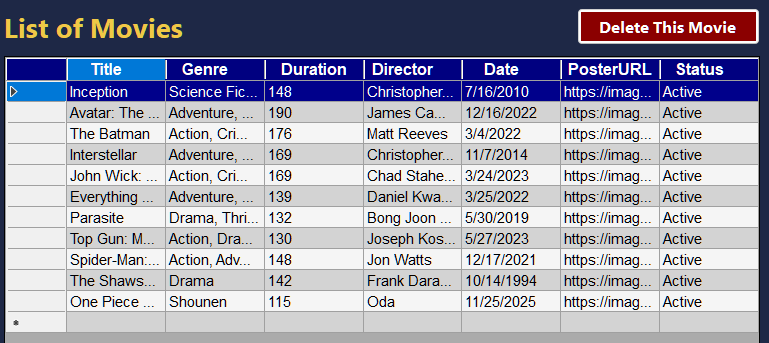 List of Movies
Delete This Movie
Title Genre Duration Director Date PosterURL Status
Inception Science Fic... 148 Christopher... 7/16/2010 https://imag... Active
Avatar: The ... Adventure, ... 190 James Ca... 12/16/2022 https://imag... Active
The Batman Action, Cri... 176 Matt Reeves 3/4/2022 https://imag... Active
Interstellar Adventure, ... 169 Christopher... 11/7/2014 https://imag... Active
John Wick: ... Action, Cri... 169 Chad Stahe... 3/24/2023 https://imag... Active
Everything ... Adventure, ... 139 Daniel Kwa... 3/25/2022 https://imag... Active
Parasite Drama, Thri... 132 Bong Joon ... 5/30/2019 https://imag... Active
Top Gun: M... Action, Dra... 130 Joseph Kos... 5/27/2023 https://imag... Active
Spider-Man:... Action, Adv... 148 Jon Watts 12/17/2021 https://imag... Active
The Shaws... Drama 142 Frank Dara... 10/14/1994 https://imag... Active
One Piece ... Shounen 115 Oda 11/25/2025 https://imag... Active
*